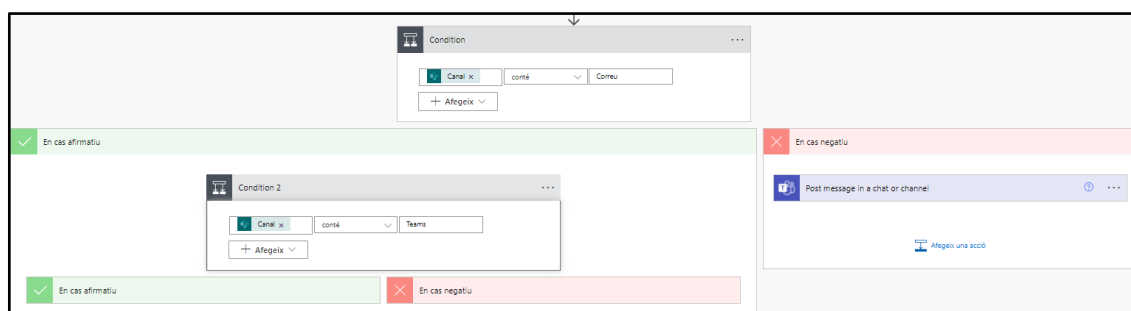 Condition
Canal x conté Correu
+ Afegeix
En cas afirmatiu
En cas negatiu
Condition 2
Post message in a chat or channel
Canal x conté Teams
+ Afegeix
Afegeix una acció
En cas afirmatiu
En cas negatiu